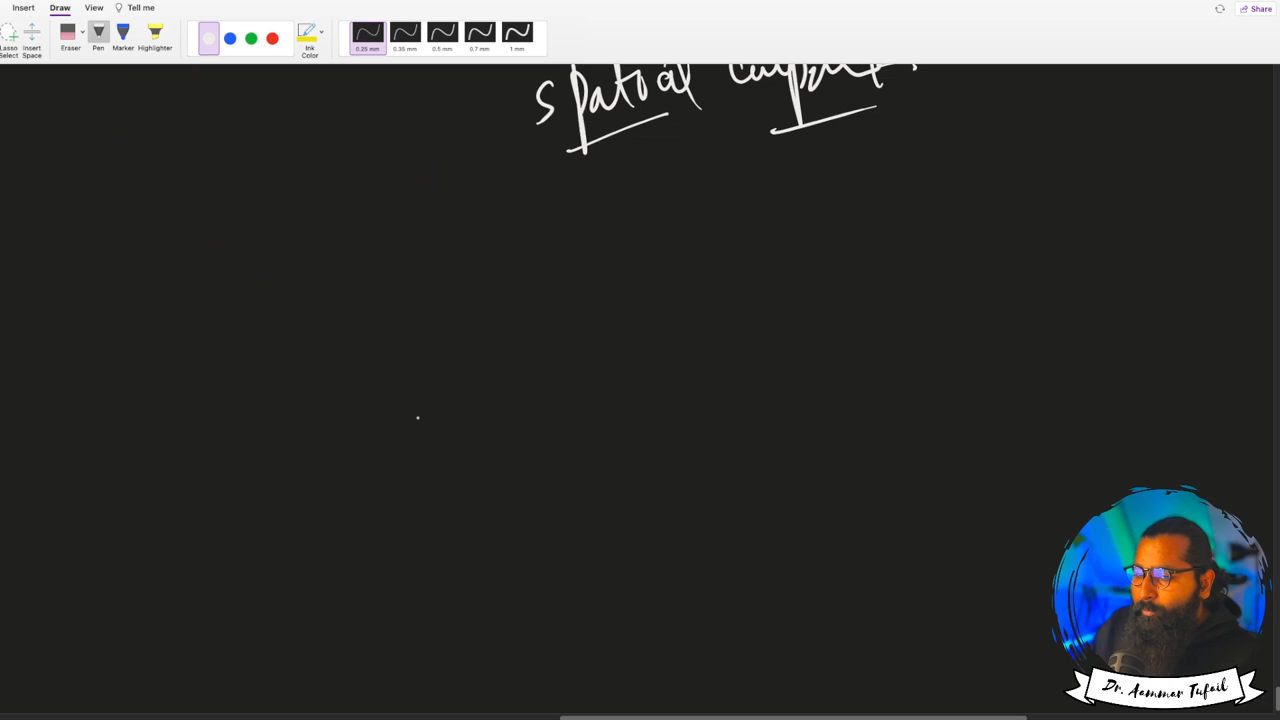 Insert Draw View Tell me
Share
Lasso Select
Insert Space
Eraser
Pen
Marker
Highlighter
Ink Color
0.25 mm
0.35 mm
0.5 mm
0.7 mm
1 mm
spatial
Dr. Aammar Tufail